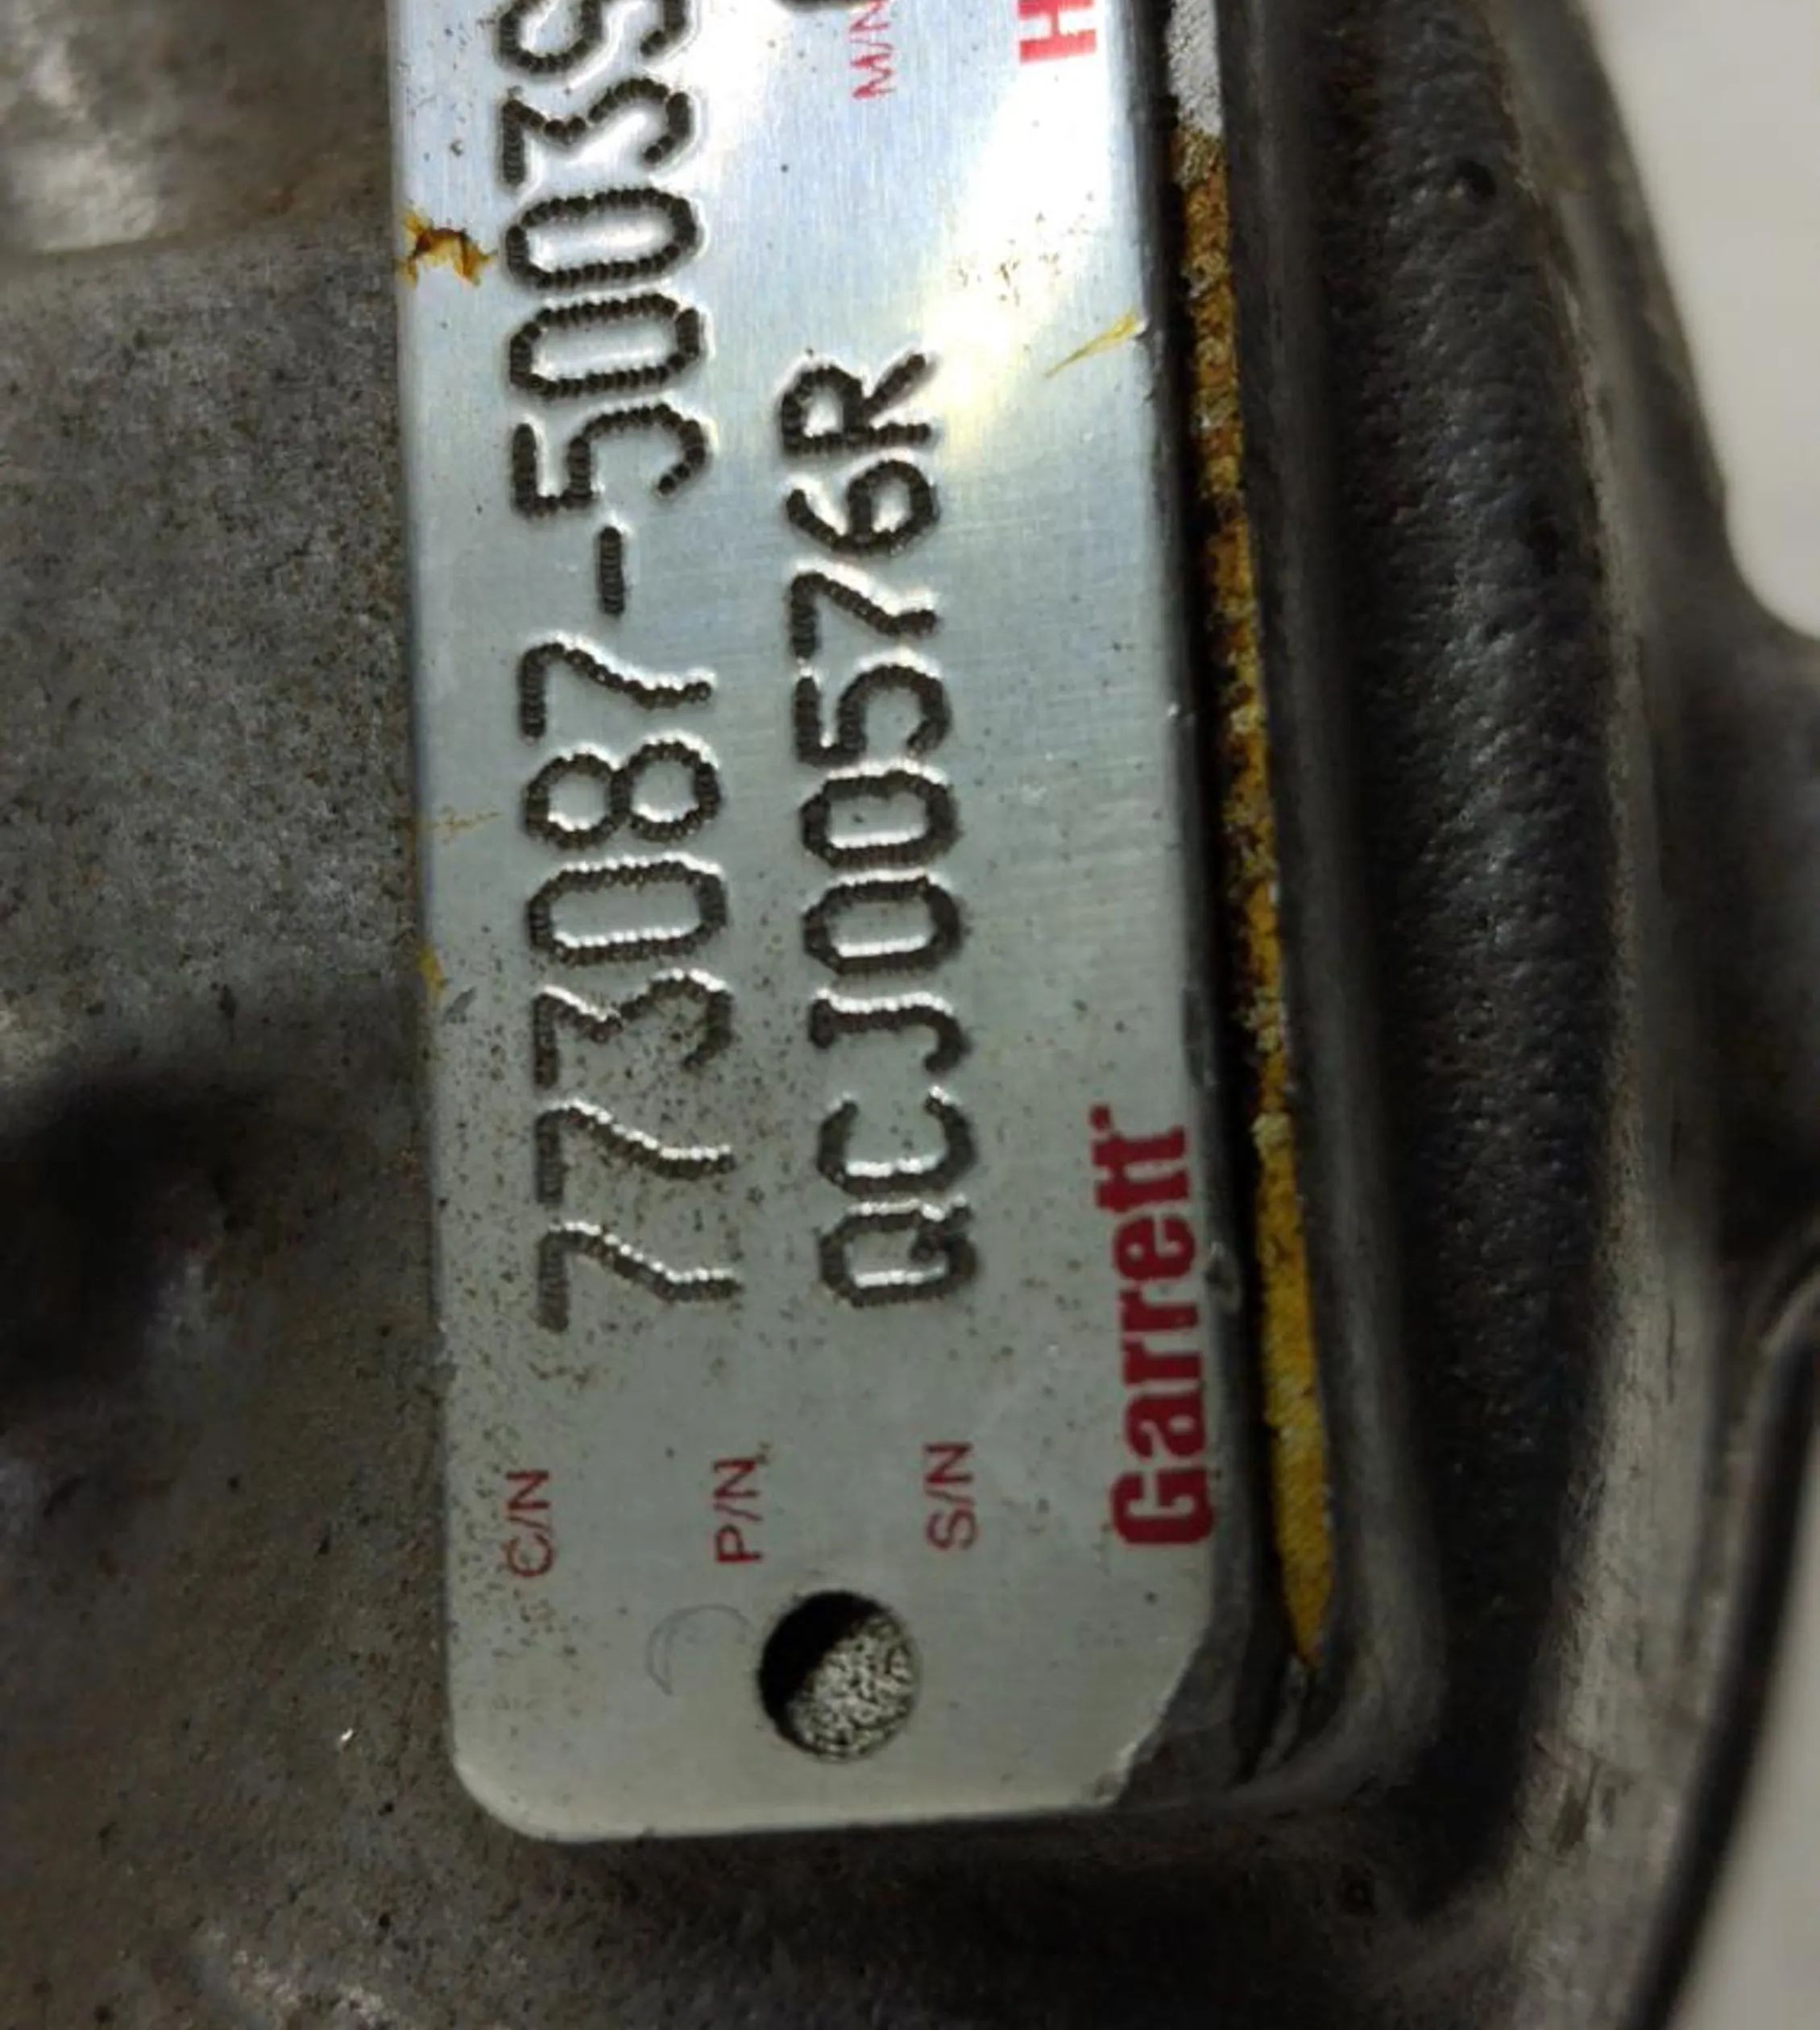 C/N
P/N 773087-5003S
S/N QCJ00576R M/N
Garrett H